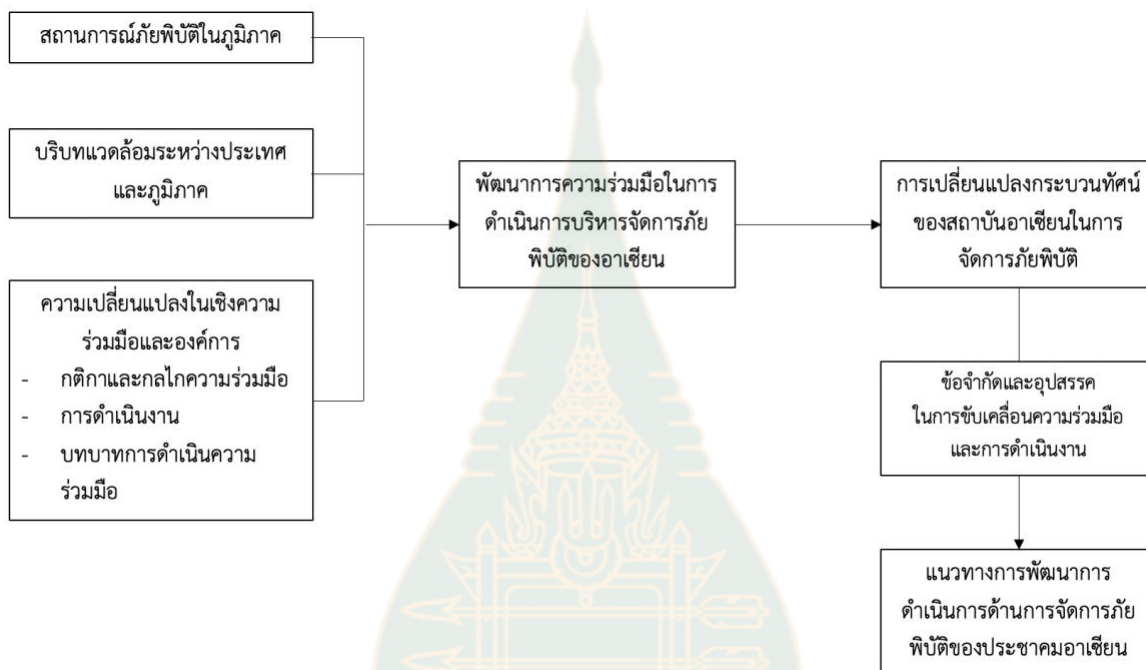 สถานการณ์ภัยพิบัติในภูมิภาค
บริบทแวดล้อมระหว่างประเทศ
และภูมิภาค
ความเปลี่ยนแปลงในเชิงความ
ร่วมมือและองค์การ
- กติกาและกลไกความร่วมมือ
- การดำเนินงาน
- บทบาทการดำเนินความ
ร่วมมือ
พัฒนาการความร่วมมือในการ
ดำเนินการบริหารจัดการภัย
พิบัติของอาเซียน
การเปลี่ยนแปลงกระบวนทัศน์
ของสถาบันอาเซียนในการ
จัดการภัยพิบัติ
ข้อจำกัดและอุปสรรค
ในการขับเคลื่อนความร่วมมือ
และการดำเนินงาน
แนวทางการพัฒนาการ
ดำเนินการด้านการจัดการภัย
พิบัติของประชาคมอาเซียน